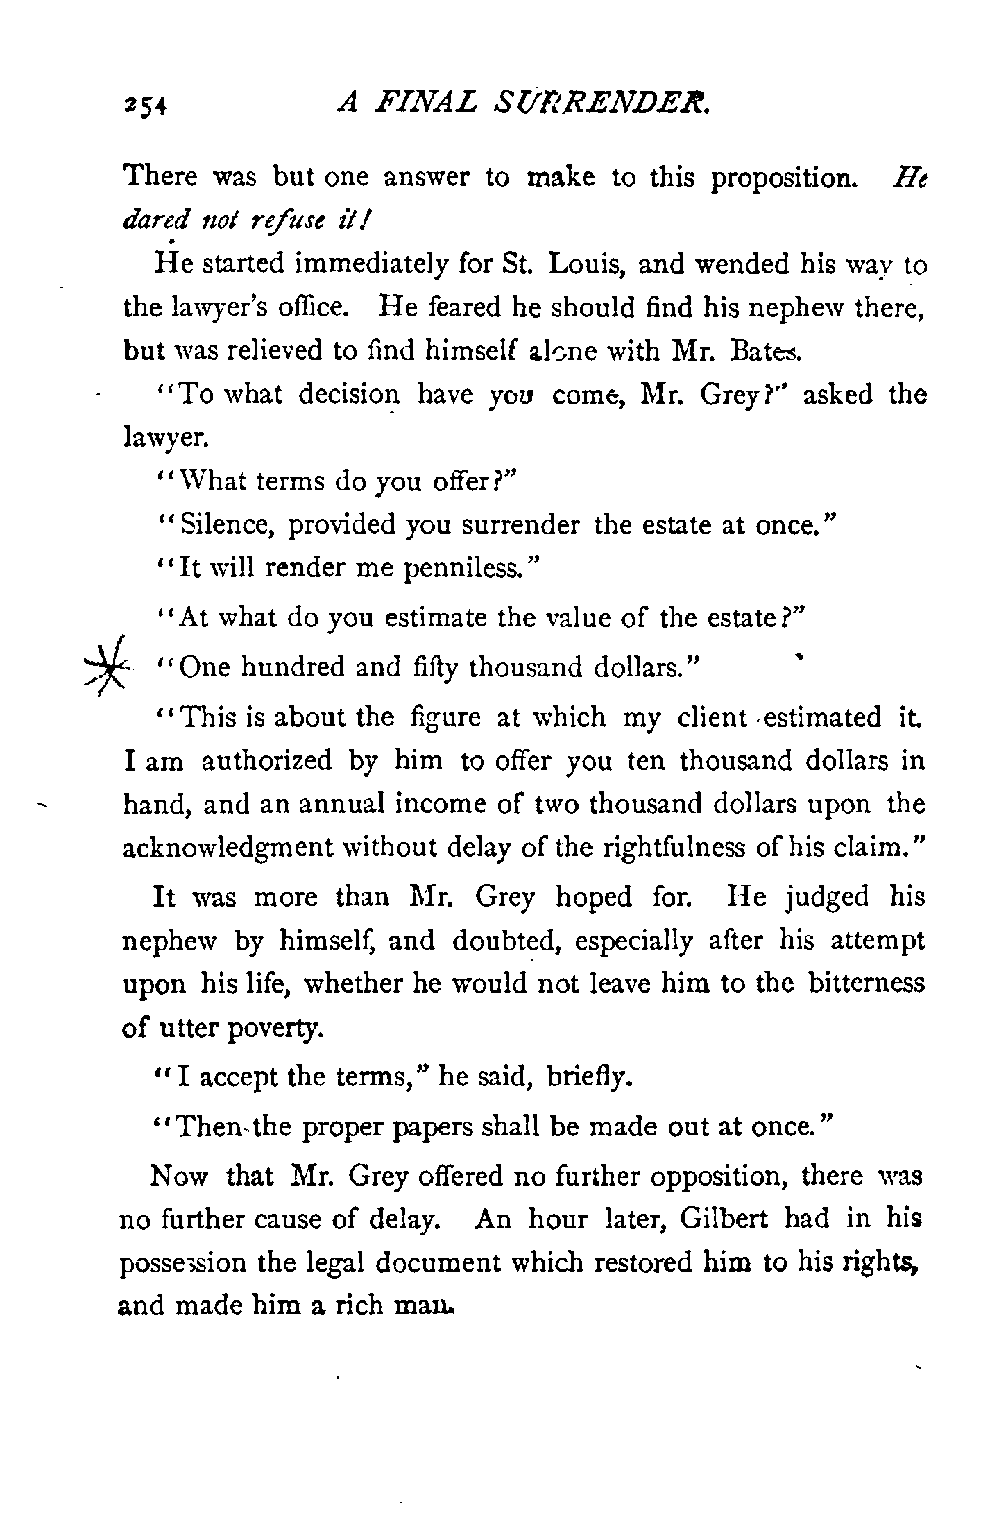 254 A FINAL SURRENDER.
There was but one answer to make to this proposition. He
dared not refuse it!
He started immediately for St. Louis, and wended his way to
the lawyer's office. He feared he should find his nephew there,
but was relieved to find himself alone with Mr. Bates.
"To what decision have you come, Mr. Grey?" asked the
lawyer.
"What terms do you offer?"
"Silence, provided you surrender the estate at once."
"It will render me penniless."
"At what do you estimate the value of the estate?"
"One hundred and fifty thousand dollars."
"This is about the figure at which my client estimated it.
I am authorized by him to offer you ten thousand dollars in
hand, and an annual income of two thousand dollars upon the
acknowledgment without delay of the rightfulness of his claim."
It was more than Mr. Grey hoped for. He judged his
nephew by himself, and doubted, especially after his attempt
upon his life, whether he would not leave him to the bitterness
of utter poverty.
"I accept the terms," he said, briefly.
"Then the proper papers shall be made out at once."
Now that Mr. Grey offered no further opposition, there was
no further cause of delay. An hour later, Gilbert had in his
possession the legal document which restored him to his rights,
and made him a rich man.